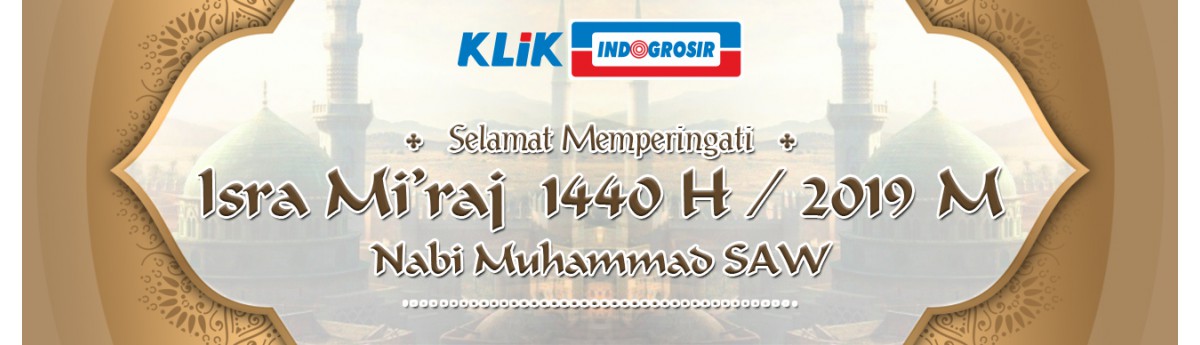 KLiK INDOGROSIR
Selamat Memperingati
Isra Mi'raj 1440 H / 2019 M
Nabi Muhammad SAW